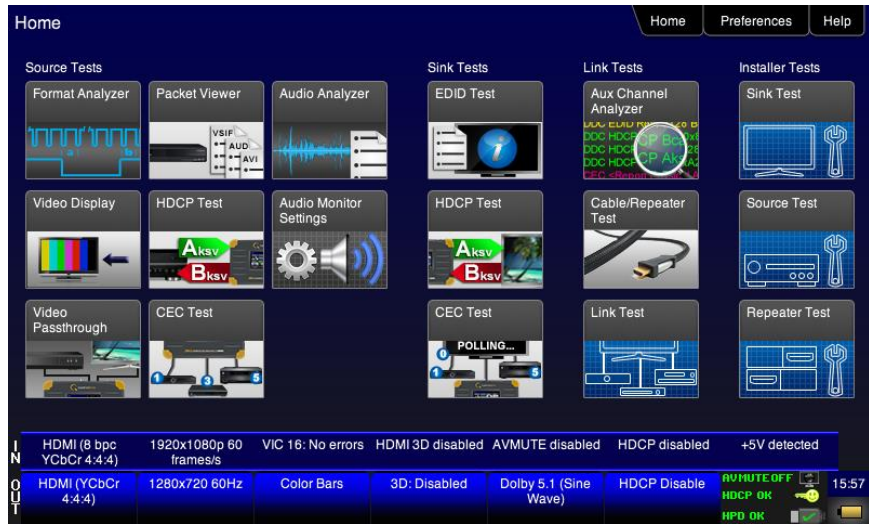 Home
Home Preferences Help
Source Tests
Sink Tests
Link Tests
Installer Tests
Format Analyzer
Packet Viewer
VSIF
AUD
AVI
Audio Analyzer
EDID Test
Aux Channel
Analyzer
Sink Test
Video Display
HDCP Test
Aksv
Bksv
Audio Monitor
Settings
HDCP Test
Aksv
Bksv
Cable/Repeater
Test
Source Test
Video
Passthrough
CEC Test
1 3 5
CEC Test
POLLING...
0
1 5
Link Test
Repeater Test
IN
HDMI (8 bpc
YCbCr 4:4:4)
1920x1080p 60
frames/s
VIC 16: No errors
HDMI 3D disabled
AVMUTE disabled
HDCP disabled
+5V detected
OUT
HDMI (YCbCr
4:4:4)
1280x720 60Hz
Color Bars
3D: Disabled
Dolby 5.1 (Sine
Wave)
HDCP Disable
AVMUTE OFF
HDCP OK
HPD OK
15:57